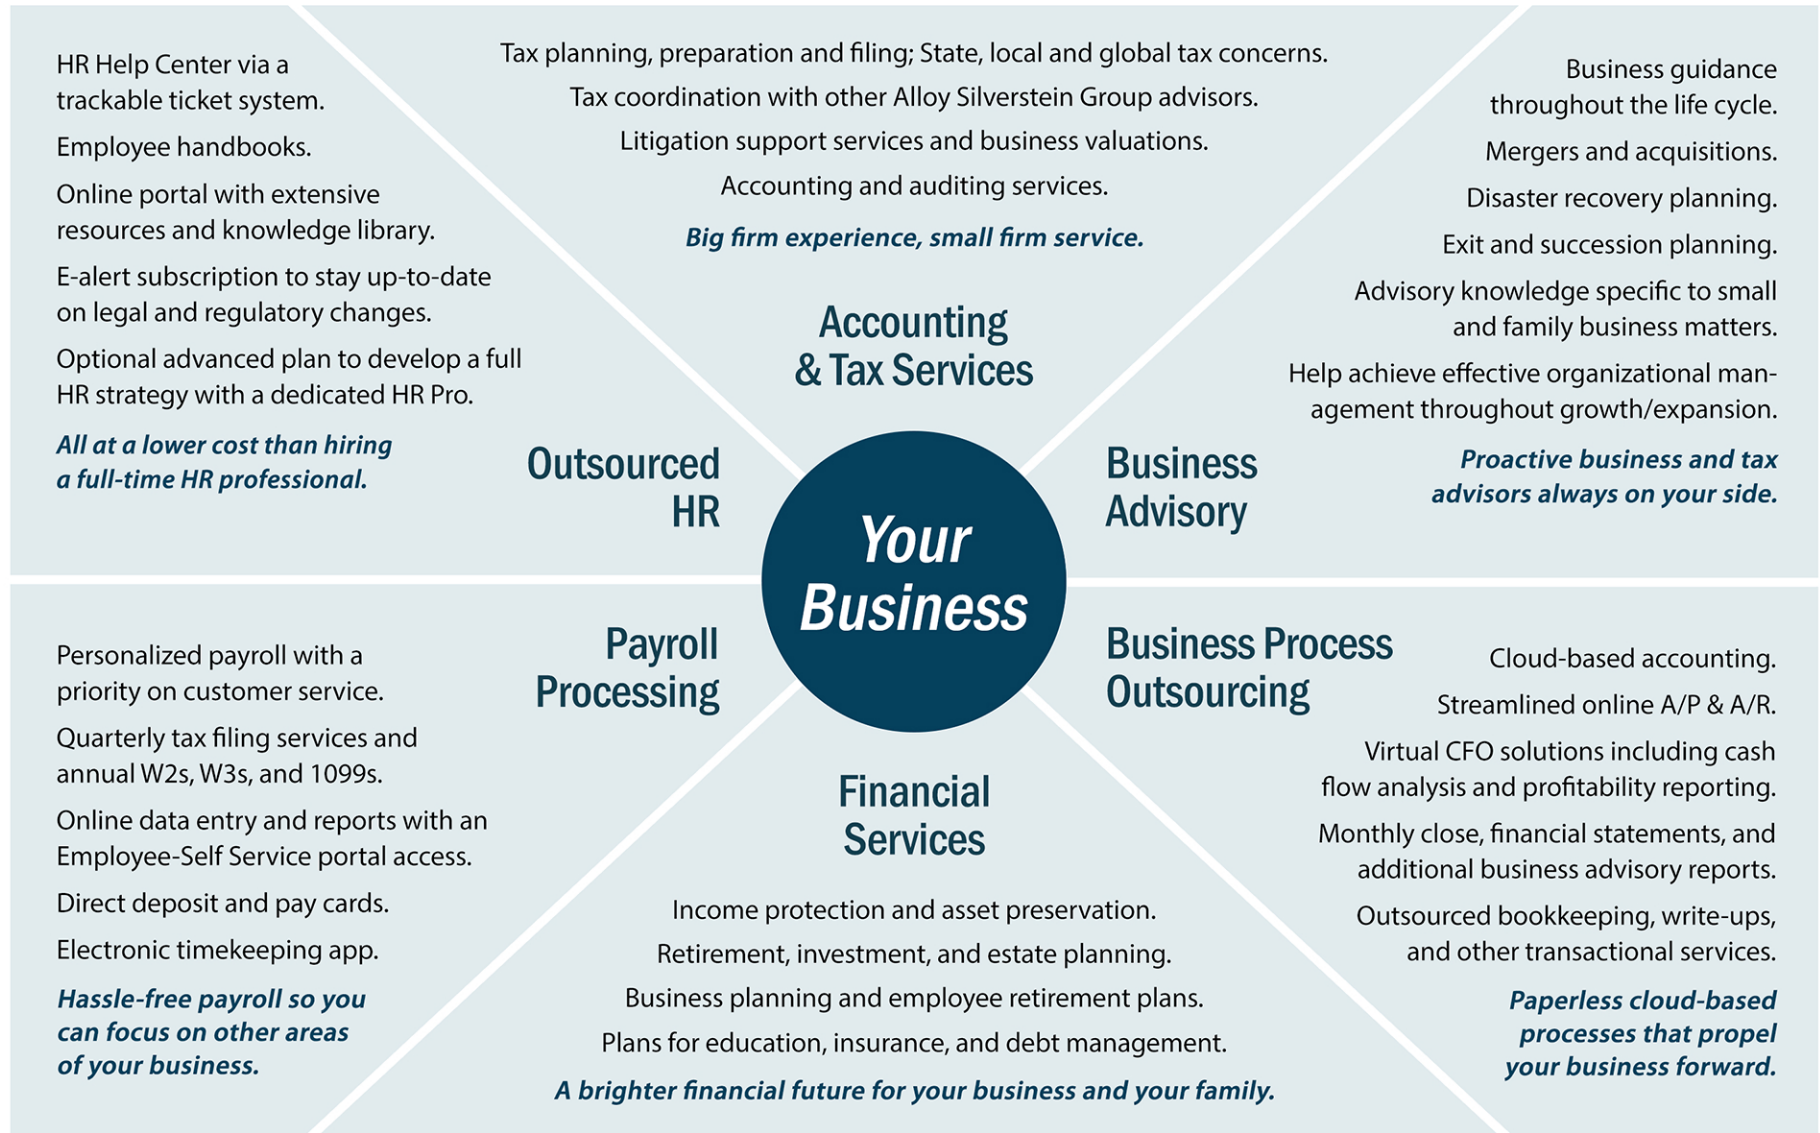 HR Help Center via a
trackable ticket system.
Employee handbooks.
Online portal with extensive
resources and knowledge library.
E-alert subscription to stay up-to-date
on legal and regulatory changes.
Optional advanced plan to develop a full
HR strategy with a dedicated HR Pro.
All at a lower cost than hiring
a full-time HR professional.
Outsourced
HR
Tax planning, preparation and filing; State, local and global tax concerns.
Tax coordination with other Alloy Silverstein Group advisors.
Litigation support services and business valuations.
Accounting and auditing services.
Big firm experience, small firm service.
Accounting
& Tax Services
Business guidance
throughout the life cycle.
Mergers and acquisitions.
Disaster recovery planning.
Exit and succession planning.
Advisory knowledge specific to small
and family business matters.
Help achieve effective organizational man-
agement throughout growth/expansion.
Proactive business and tax
advisors always on your side.
Business
Advisory
Your
Business
Payroll
Processing
Personalized payroll with a
priority on customer service.
Quarterly tax filing services and
annual W2s, W3s, and 1099s.
Online data entry and reports with an
Employee-Self Service portal access.
Direct deposit and pay cards.
Electronic timekeeping app.
Hassle-free payroll so you
can focus on other areas
of your business.
Financial
Services
Income protection and asset preservation.
Retirement, investment, and estate planning.
Business planning and employee retirement plans.
Plans for education, insurance, and debt management.
A brighter financial future for your business and your family.
Business Process
Outsourcing
Cloud-based accounting.
Streamlined online A/P & A/R.
Virtual CFO solutions including cash
flow analysis and profitability reporting.
Monthly close, financial statements, and
additional business advisory reports.
Outsourced bookkeeping, write-ups,
and other transactional services.
Paperless cloud-based
processes that propel
your business forward.